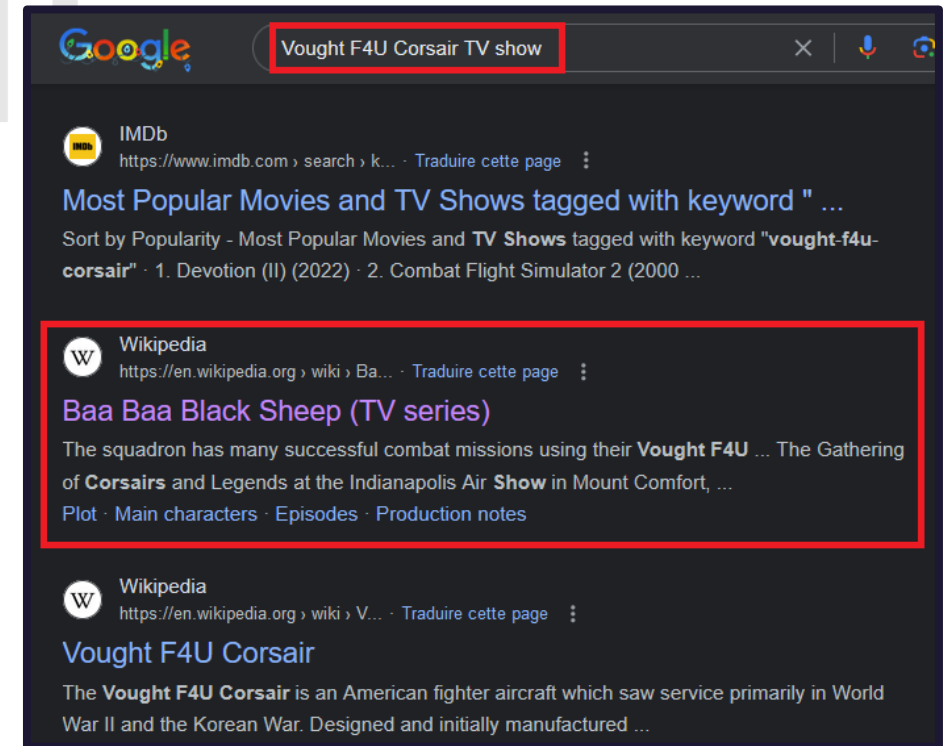 Google
Vought F4U Corsair TV show
IMDb
IMDb
https://www.imdb.com › search › k... · Traduire cette page
Most Popular Movies and TV Shows tagged with keyword " ...
Sort by Popularity - Most Popular Movies and TV Shows tagged with keyword "vought-f4u-
corsair" · 1. Devotion (II) (2022) · 2. Combat Flight Simulator 2 (2000 ...
W
Wikipedia
https://en.wikipedia.org › wiki › Ba... · Traduire cette page
Baa Baa Black Sheep (TV series)
The squadron has many successful combat missions using their Vought F4U ... The Gathering
of Corsairs and Legends at the Indianapolis Air Show in Mount Comfort, ...
Plot · Main characters · Episodes · Production notes
W
Wikipedia
https://en.wikipedia.org › wiki › V... · Traduire cette page
Vought F4U Corsair
The Vought F4U Corsair is an American fighter aircraft which saw service primarily in World
War II and the Korean War. Designed and initially manufactured ...